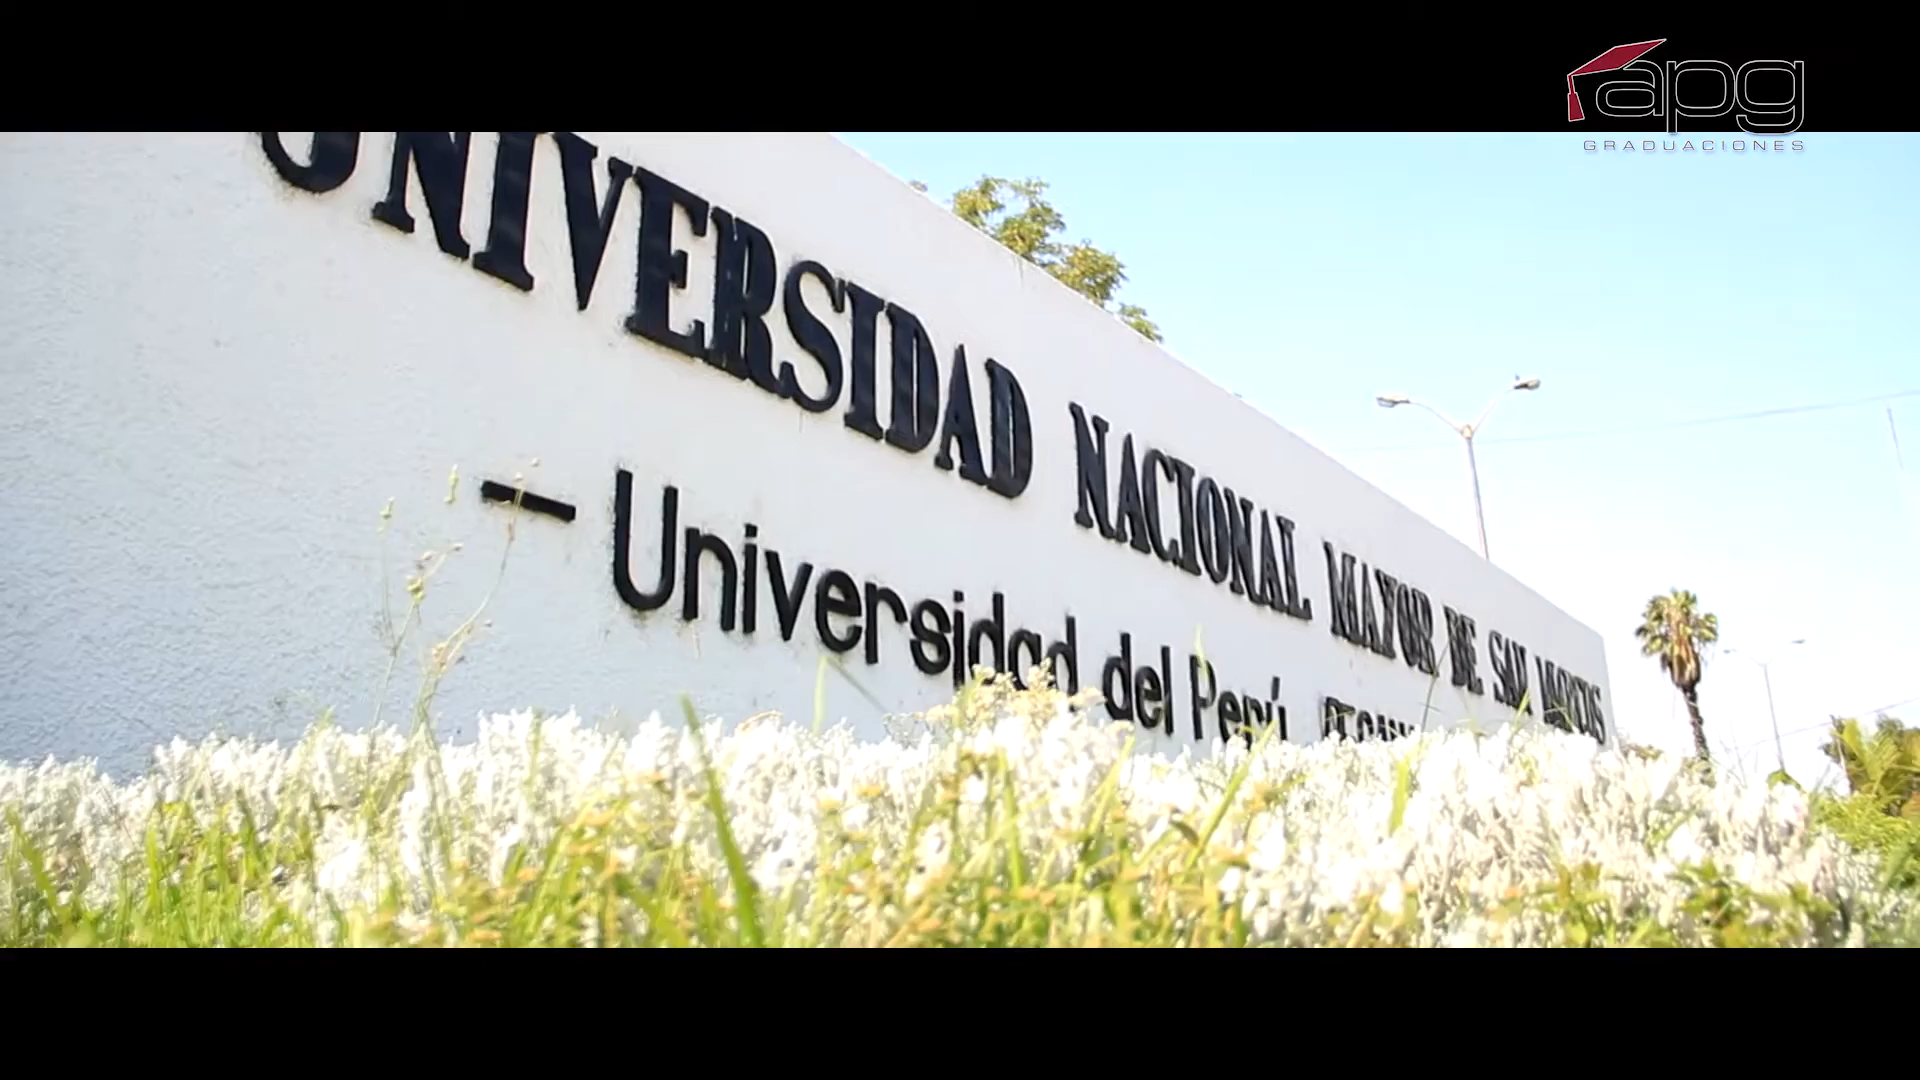 apg
GRADUACIONES
UNIVERSIDAD NACIONAL MAYOR DE SAN MARCOS
— Universidad del Perú.